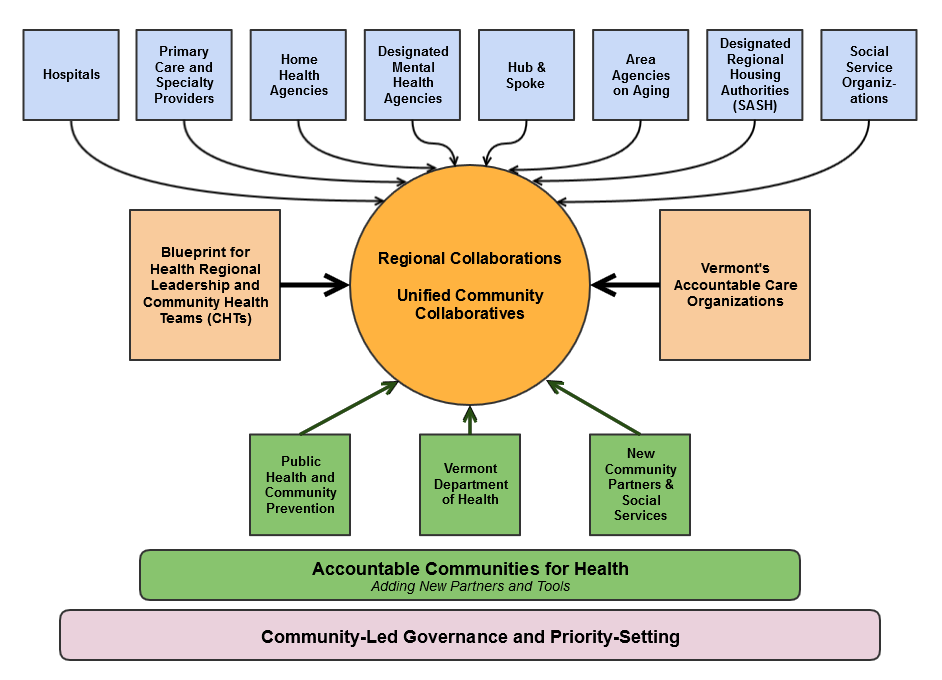 Hospitals
Primary
Care and
Specialty
Providers
Home
Health
Agencies
Designated
Mental
Health
Agencies
Hub &
Spoke
Area
Agencies
on Aging
Designated
Regional
Housing
Authorities
(SASH)
Social
Service
Organiz-
ations
Blueprint for
Health Regional
Leadership and
Community Health
Teams (CHTs)
Regional Collaborations
Unified Community
Collaboratives
Vermont's
Accountable Care
Organizations
Public
Health and
Community
Prevention
Vermont
Department
of Health
New
Community
Partners &
Social
Services
Accountable Communities for Health
Adding New Partners and Tools
Community-Led Governance and Priority-Setting